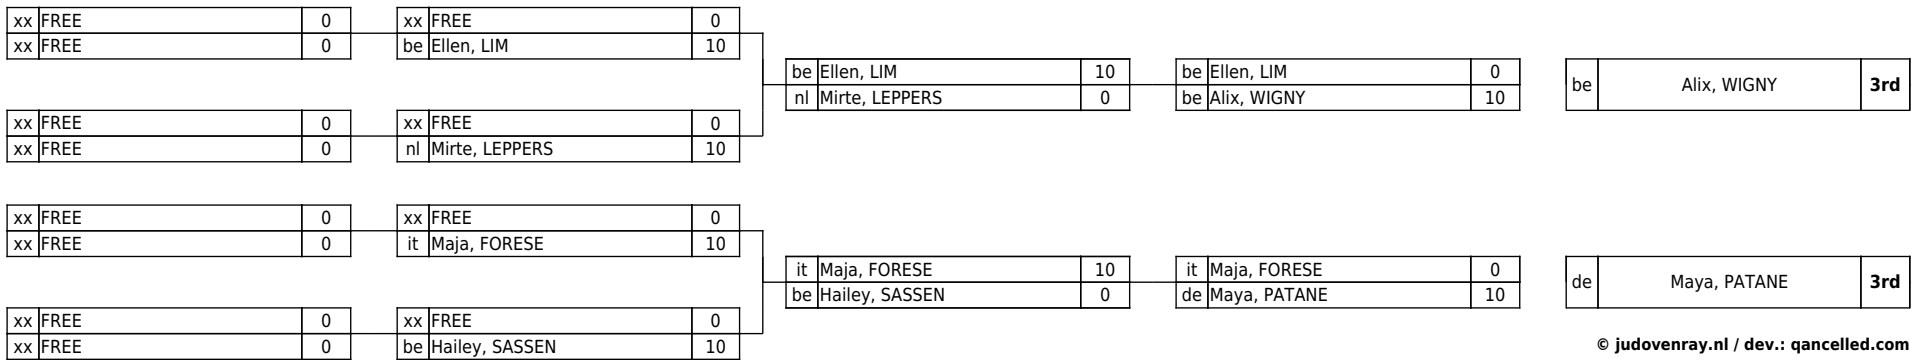 xx FREE 0
xx FREE 0
xx FREE 0
be Ellen, LIM 10
be Ellen, LIM 10
nl Mirte, LEPPERS 0
be Ellen, LIM 0
be Alix, WIGNY 10
be Alix, WIGNY 3rd
xx FREE 0
xx FREE 0
xx FREE 0
nl Mirte, LEPPERS 10
xx FREE 0
xx FREE 0
xx FREE 0
it Maja, FORESE 10
it Maja, FORESE 10
be Hailey, SASSEN 0
it Maja, FORESE 0
de Maya, PATANE 10
de Maya, PATANE 3rd
xx FREE 0
xx FREE 0
xx FREE 0
be Hailey, SASSEN 10
© judovenray.nl / dev.: qancelled.com